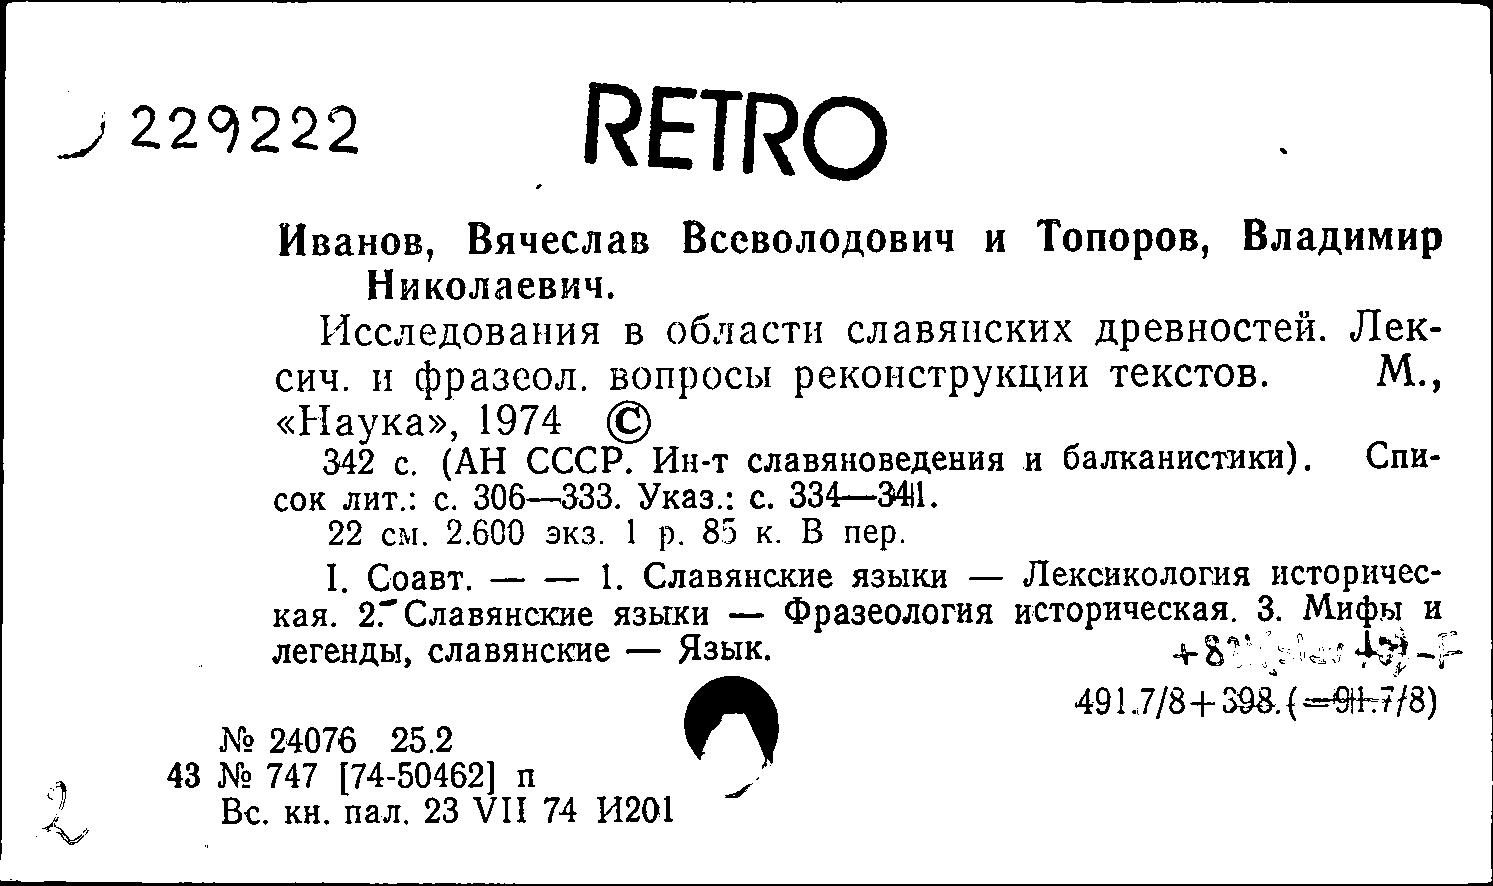 229222
RETRO
Иванов, Вячеслав Всеволодович и Топоров, Владимир
Николаевич.
Исследования в области славянских древностей. Лек-
сич. и фразеол. вопросы реконструкции текстов. М.,
«Наука», 1974 ©
342 с. (АН СССР. Ин-т славяноведения и балканистики). Спи-
сок лит.: с. 306—333. Указ.: с. 334—341.
22 см. 2.600 экз. 1 р. 85 к. В пер.
I. Соавт. — — 1. Славянские языки — Лексикология историчес-
кая. 2. Славянские языки — Фразеология историческая. 3. Мифы и
легенды, славянские — Язык.
491.7/8+398.(=91.7/8)
№ 24076 25.2
43 № 747 [74-50462] п
Вс. кн. пал. 23 VII 74 И201
2